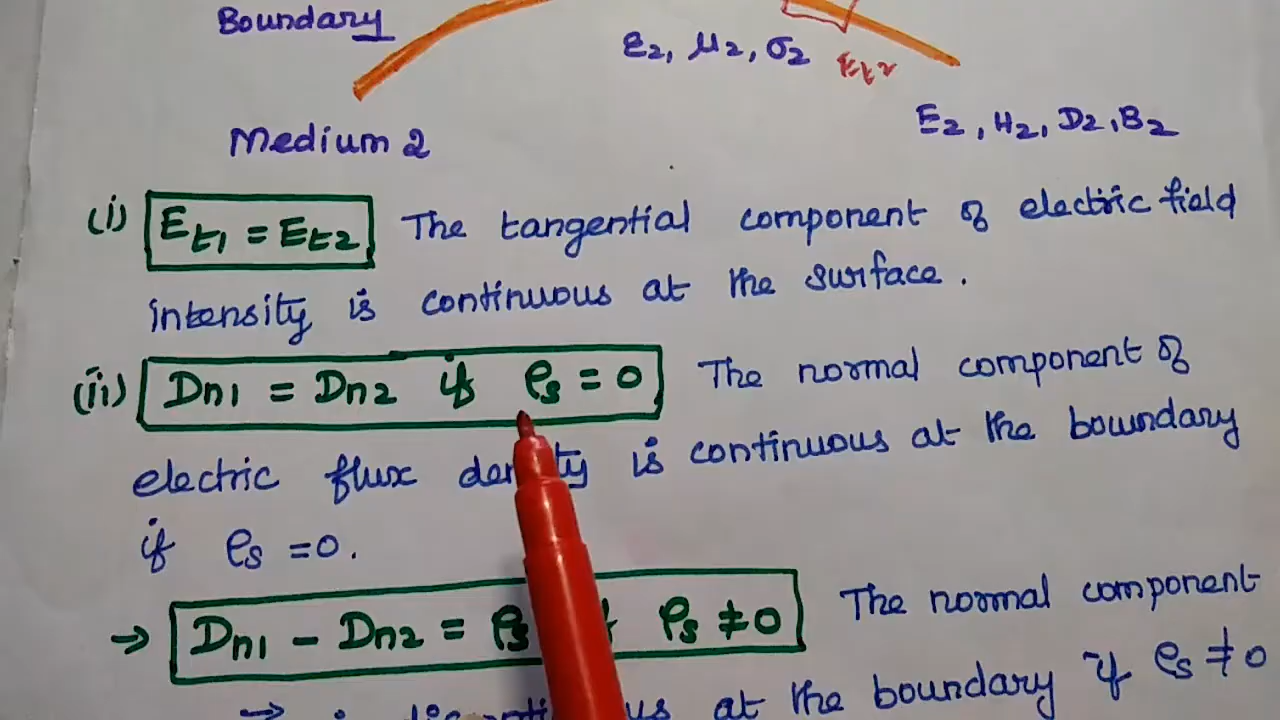 Boundary
ε2, μ2, σ2
Et2
E2, H2, D2, B2
Medium 2
(i) Et1 = Et2 The tangential component of electric field
intensity is continuous at the surface.
(ii) Dn1 = Dn2 if ρs = 0 The normal component of
electric flux density is continuous at the boundary
if ρs = 0.
→ Dn1 - Dn2 = ρs if ρs ≠ 0 The normal component
→ is at the boundary if ρs ≠ 0